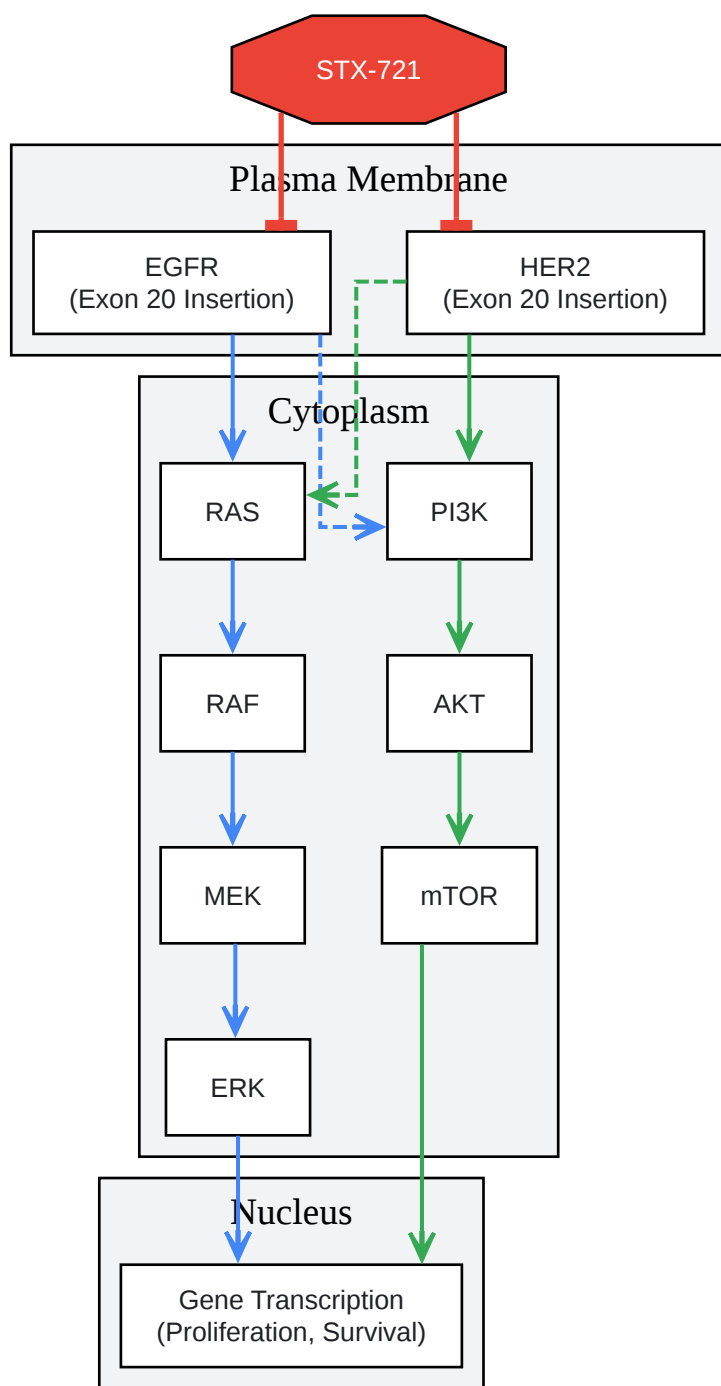 STX-721
Plasma Membrane
EGFR
(Exon 20 Insertion)
HER2
(Exon 20 Insertion)
Cytoplasm
RAS
PI3K
RAF
AKT
MEK
mTOR
ERK
Nucleus
Gene Transcription
(Proliferation, Survival)